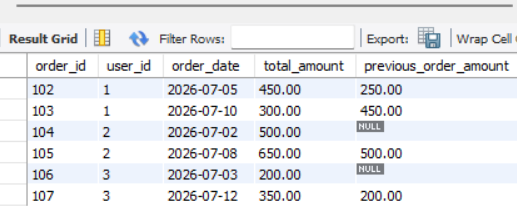 Result Grid Filter Rows: Export: Wrap Cell
order_id user_id order_date total_amount previous_order_amount
102 1 2026-07-05 450.00 250.00
103 1 2026-07-10 300.00 450.00
104 2 2026-07-02 500.00 NULL
105 2 2026-07-08 650.00 500.00
106 3 2026-07-03 200.00 NULL
107 3 2026-07-12 350.00 200.00